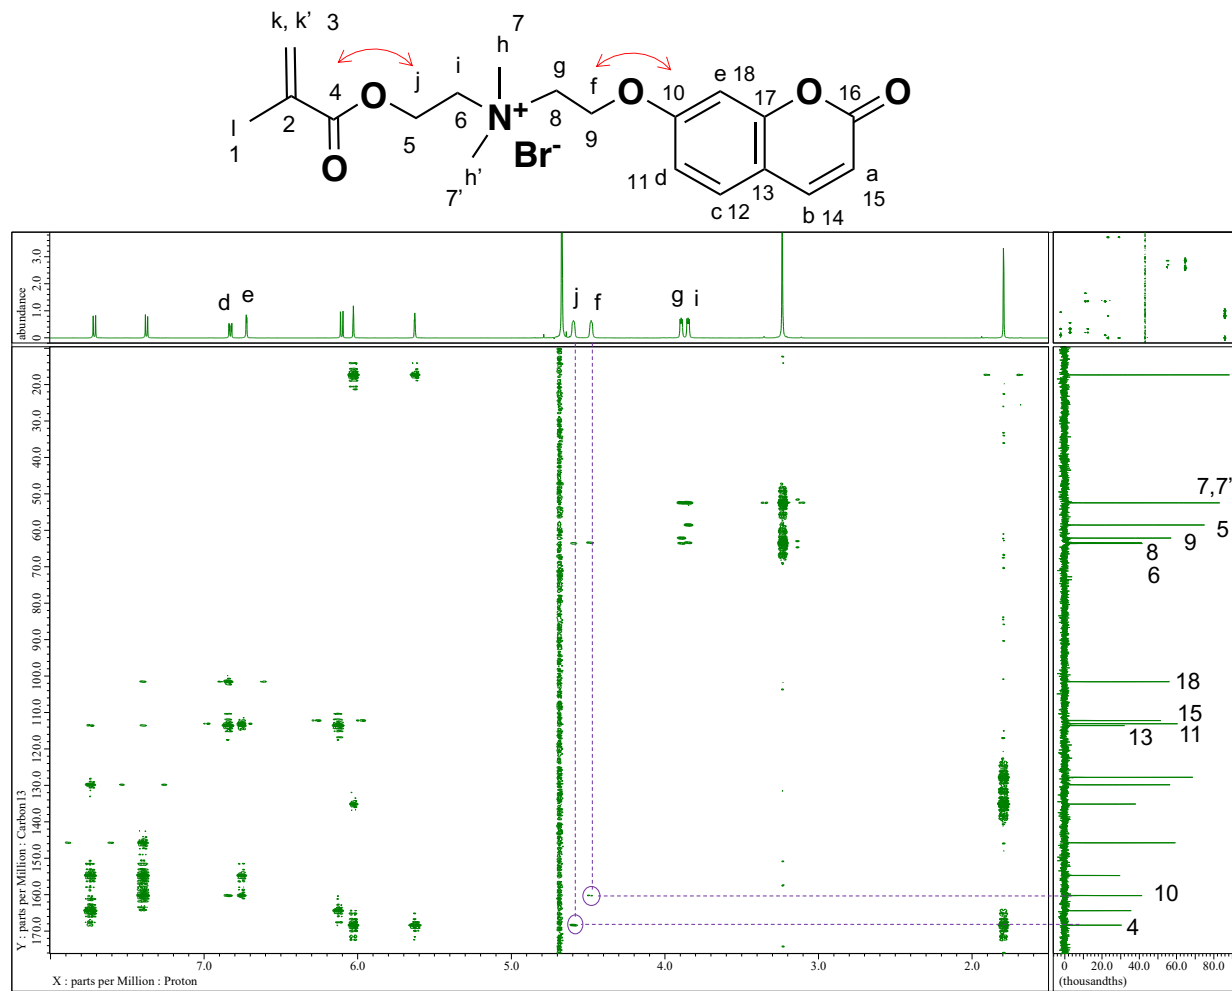 k, k’ 3 7
h
j i g f e 18 O 16 O
4 O 10 O 17
2 6 N+ 8
l 5 9
1 O Br- 11 d 13 a
h’ c 12 15
7’ b 14
abundance
3.0
2.0
1.0
0
d e j f g i
Y : parts per Million : Carbon13
20.0
30.0
40.0
50.0
60.0
70.0
80.0
90.0
100.0
110.0
120.0
130.0
140.0
150.0
160.0
170.0
7,7’
5
9
8
6
18
15
11
13
10
4
7.0 6.0 5.0 4.0 3.0 2.0
X : parts per Million : Proton
0 20.0 40.0 60.0 80.0
(thousandths)